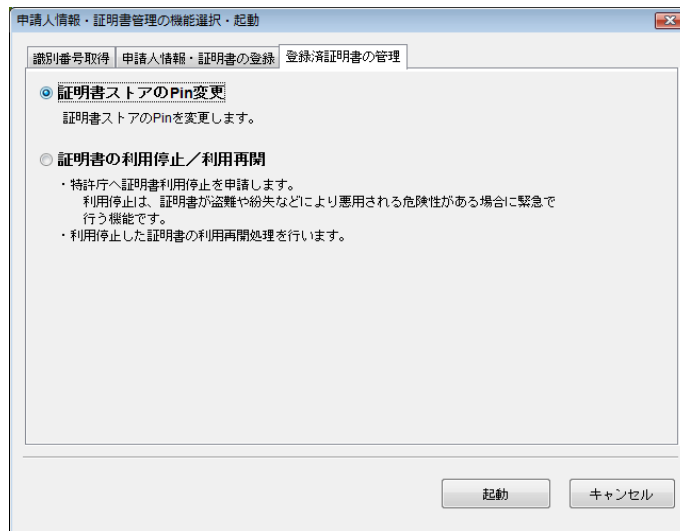 申請人情報・証明書管理の機能選択・起動
識別番号取得 申請人情報・証明書の登録 登録済証明書の管理
証明書ストアのPin変更
証明書ストアのPinを変更します。
証明書の利用停止／利用再開
・特許庁へ証明書利用停止を申請します。
利用停止は、証明書が盗難や紛失などにより悪用される危険性がある場合に緊急で
行う機能です。
・利用停止した証明書の利用再開処理を行います。
起動 キャンセル